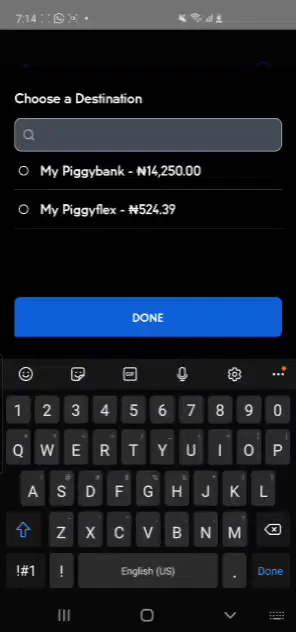 7:14
Choose a Destination
My Piggybank - ₦14,250.00
My Piggyflex - ₦524.39
DONE
GIF
1 2 3 4 5 6 7 8 9 0
Q W E R T Y U I O P
A S D F G H J K L
Z X C V B N M
!#1 ! English (US) . Done